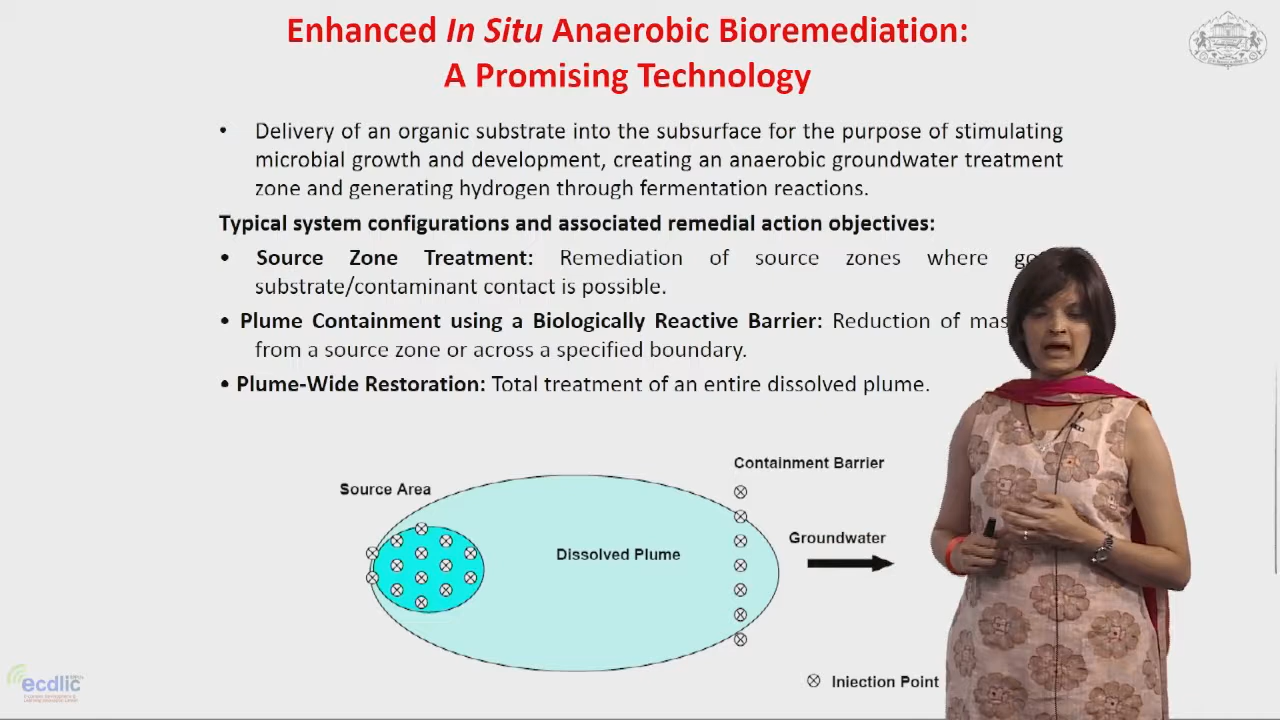 Enhanced In Situ Anaerobic Bioremediation:
A Promising Technology
• Delivery of an organic substrate into the subsurface for the purpose of stimulating
microbial growth and development, creating an anaerobic groundwater treatment
zone and generating hydrogen through fermentation reactions.
Typical system configurations and associated remedial action objectives:
• Source Zone Treatment: Remediation of source zones where
substrate/contaminant contact is possible.
• Plume Containment using a Biologically Reactive Barrier: Reduction of
from a source zone or across a specified boundary.
• Plume-Wide Restoration: Total treatment of an entire dissolved plume.
Containment Barrier
Source Area
Groundwater
Dissolved Plume
Injection Point
ecdlic